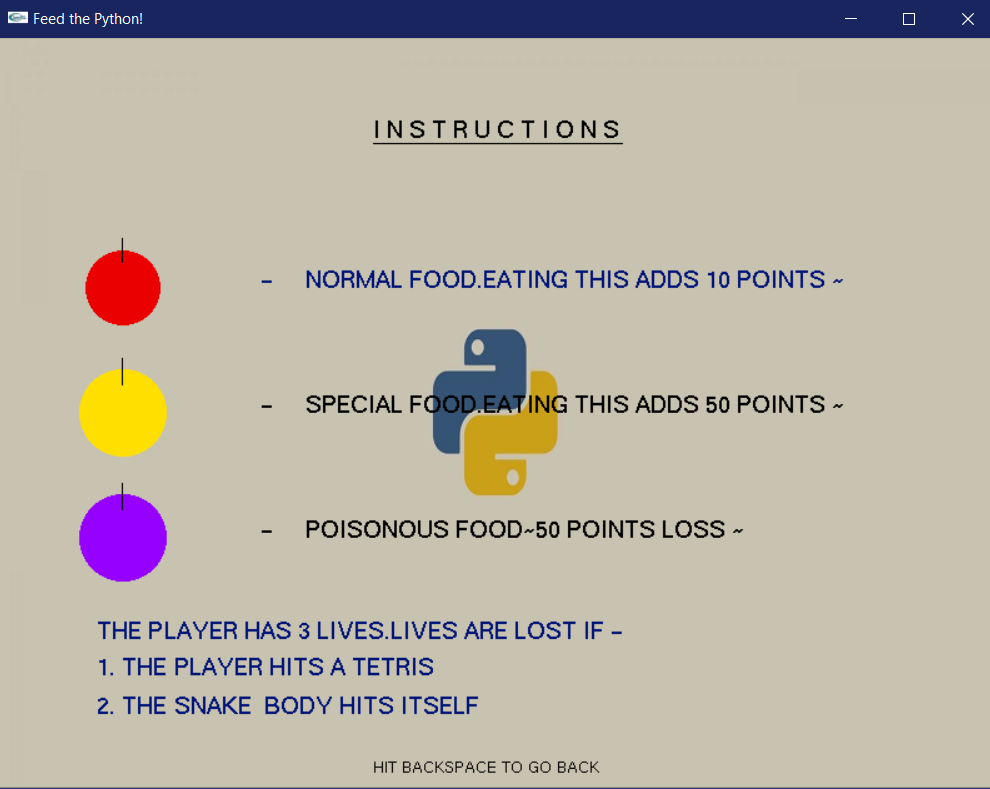 Feed the Python!
INSTRUCTIONS
- NORMAL FOOD.EATING THIS ADDS 10 POINTS ~
- SPECIAL FOOD.EATING THIS ADDS 50 POINTS ~
- POISONOUS FOOD~50 POINTS LOSS ~
THE PLAYER HAS 3 LIVES.LIVES ARE LOST IF -
1. THE PLAYER HITS A TETRIS
2. THE SNAKE  BODY HITS ITSELF
HIT BACKSPACE TO GO BACK